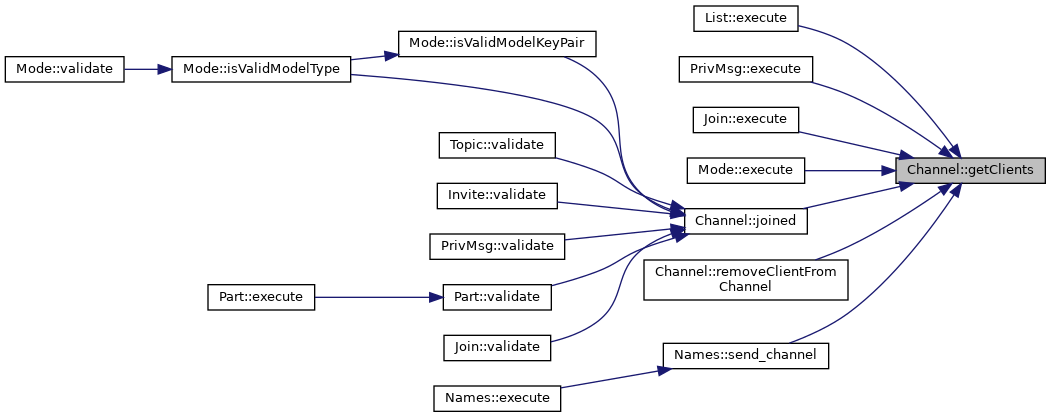 List::execute
Mode::isValidModelKeyPair
Mode::validate
Mode::isValidModelType
PrivMsg::execute
Join::execute
Topic::validate
Mode::execute
Channel::getClients
Invite::validate
Channel::joined
PrivMsg::validate
Channel::removeClientFrom
Channel
Part::execute
Part::validate
Join::validate
Names::send_channel
Names::execute